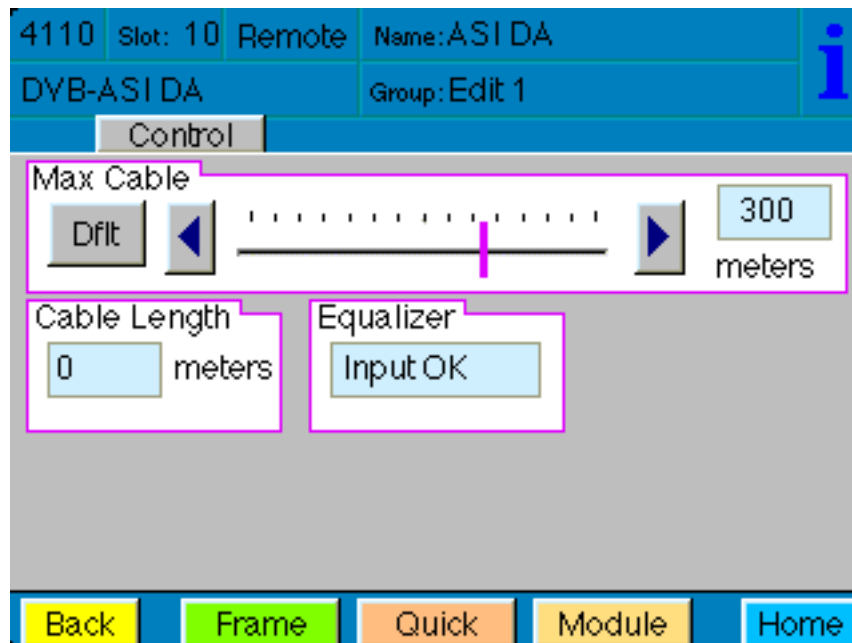 4110 Slot: 10 Remote Name: ASI DA
DVB-ASI DA Group: Edit 1
i
Control
Max Cable
Dflt 300
meters
Cable Length Equalizer
0 meters Input OK
Back Frame Quick Module Home